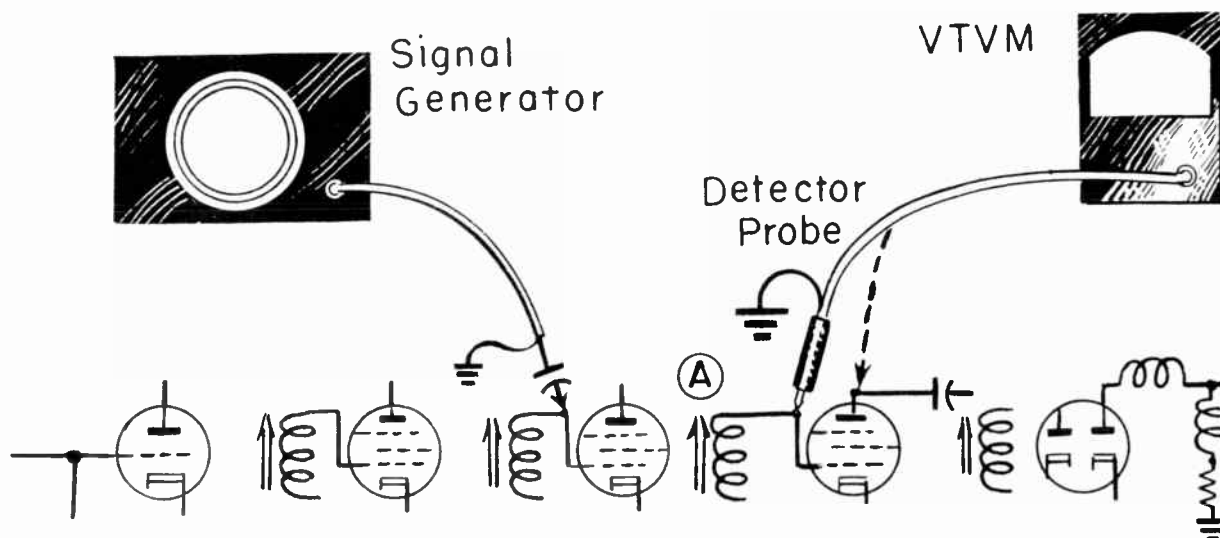 Signal
Generator
VTVM
Detector
Probe
A